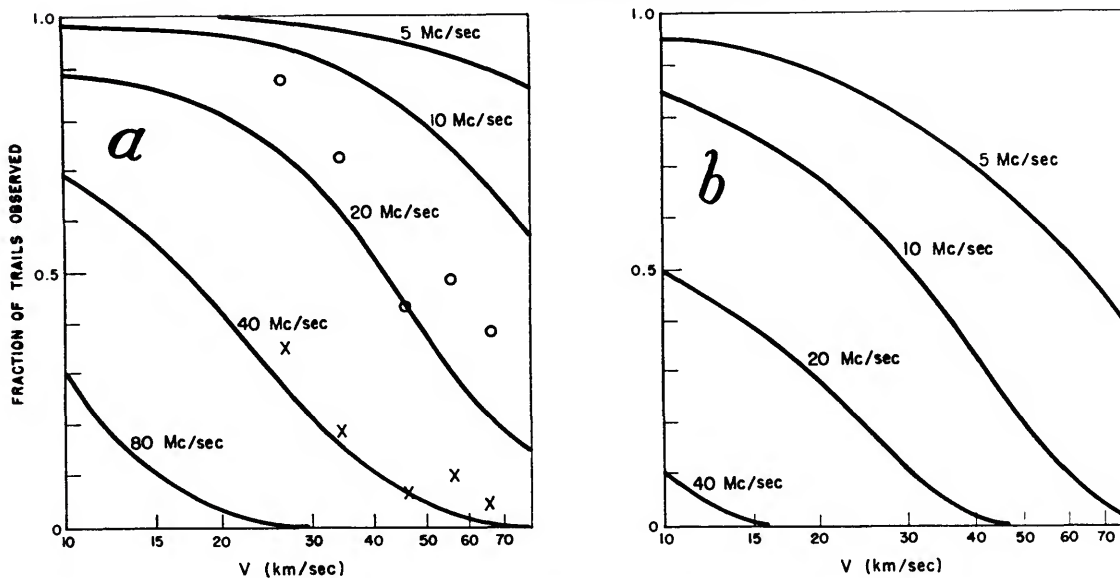 FRACTION OF TRAILS OBSERVED
1.0
0.5
0
a
5 Mc/sec
10 Mc/sec
20 Mc/sec
40 Mc/sec
80 Mc/sec
10 15 20 30 40 50 60 70
V (km/sec)
1.0
0.5
0
b
5 Mc/sec
10 Mc/sec
20 Mc/sec
40 Mc/sec
10 20 30 40 50 60 70
V (km/sec)